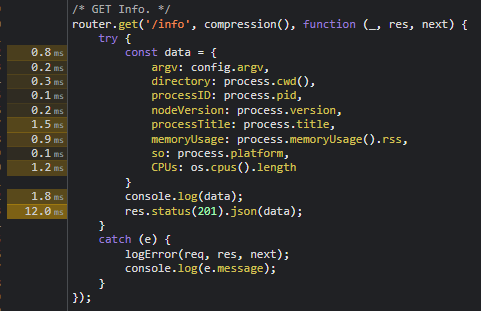 /* GET Info. */
router.get('/info', compression(), function (_, res, next) {
try {
0.8 ms const data = {
0.2 ms argv: config.argv,
0.3 ms directory: process.cwd(),
0.1 ms processID: process.pid,
0.2 ms nodeVersion: process.version,
1.5 ms processTitle: process.title,
0.9 ms memoryUsage: process.memoryUsage().rss,
0.1 ms so: process.platform,
1.2 ms CPUs: os.cpus().length
}
1.8 ms console.log(data);
12.0 ms res.status(201).json(data);
}
catch (e) {
logError(req, res, next);
console.log(e.message);
}
});